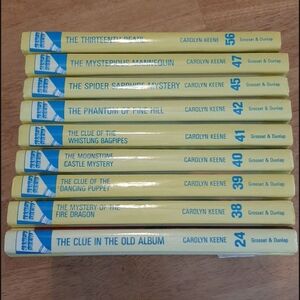 THE THIRTEENTH PEARL CAROLYN KEENE 56 Grosset & Dunlap
THE MYSTERIOUS MANNEQUIN CAROLYN KEENE 47 Grosset & Dunlap
THE SPIDER SAPPHIRE MYSTERY CAROLYN KEENE 45 Grosset & Dunlap
THE PHANTOM OF PINE HILL CAROLYN KEENE 42 Grosset & Dunlap
THE CLUE OF THE
WHISTLING BAGPIPES CAROLYN KEENE 41 Grosset & Dunlap
THE MOONSTONE
CASTLE MYSTERY CAROLYN KEENE 40 Grosset & Dunlap
THE CLUE OF THE
DANCING PUPPET CAROLYN KEENE 39 Grosset & Dunlap
THE MYSTERY OF THE
FIRE DRAGON CAROLYN KEENE 38 Grosset & Dunlap
THE CLUE IN THE OLD ALBUM CAROLYN KEENE 24 Grosset & Dunlap